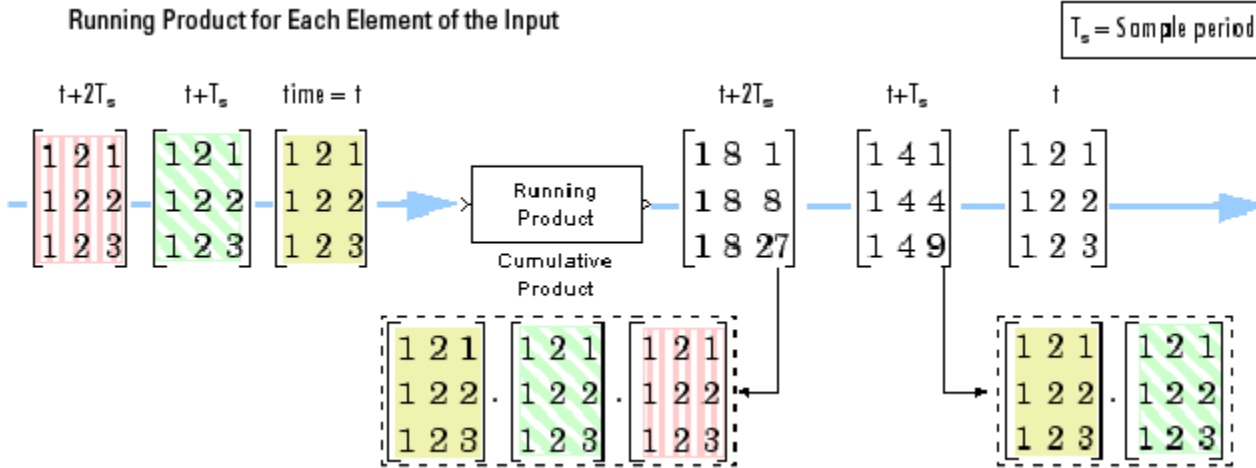 Running Product for Each Element of the Input
Tₛ = Sample period
t+2Tₛ t+Tₛ time = t t+2Tₛ t+Tₛ t
1 2 1 1 2 1 1 2 1 1 8 1 1 4 1 1 2 1
1 2 2 1 2 2 1 2 2 Running Product 1 8 8 1 4 4 1 2 2
1 2 3 1 2 3 1 2 3 1 8 27 1 4 9 1 2 3
Cumulative
Product
1 2 1 1 2 1 1 2 1 1 2 1 1 2 1
1 2 2 . 1 2 2 . 1 2 2 1 2 2 . 1 2 2
1 2 3 1 2 3 1 2 3 1 2 3 1 2 3